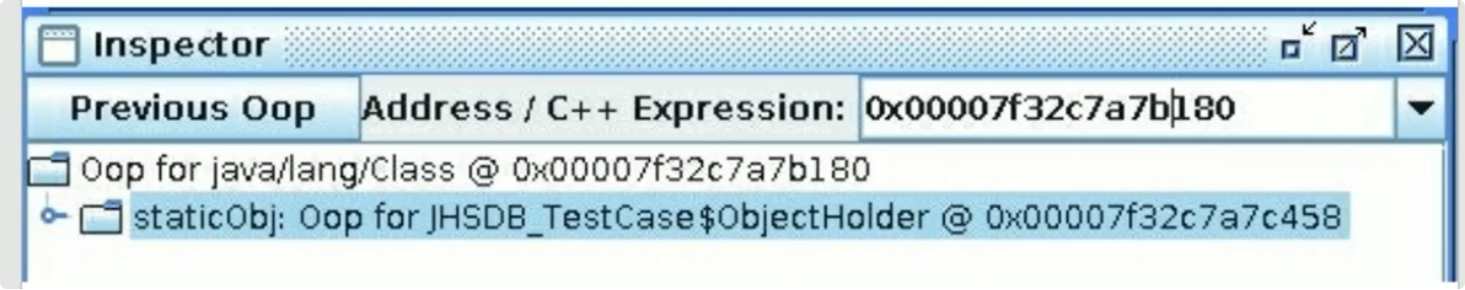 Inspector
Previous Oop Address / C++ Expression: 0x00007f32c7a7b180
Oop for java/lang/Class @ 0x00007f32c7a7b180
staticObj: Oop for JHSDB_TestCase$ObjectHolder @ 0x00007f32c7a7c458